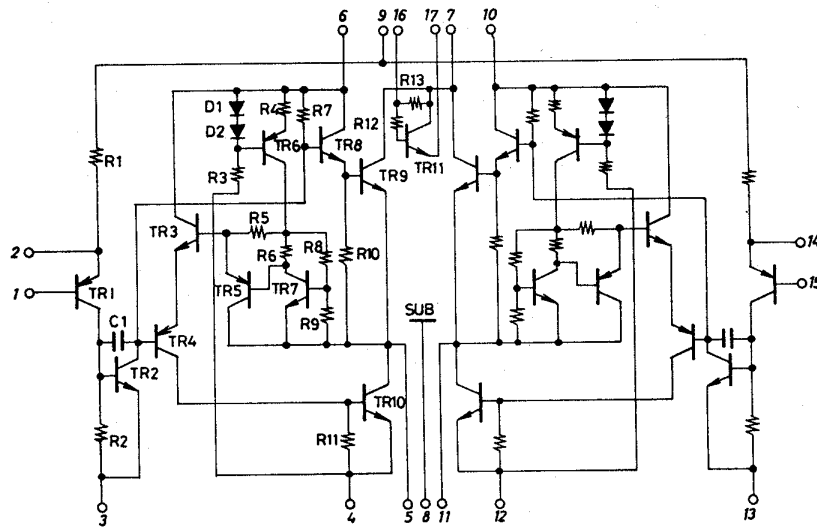 6 9 16 17 7 10
R13
D1 R4 R7
D2 R12
TR6 TR8 TR11
R1 R3 TR9
TR3 R5
R8 R10 14
2 R6
1 TR1 TR5 TR7 15
R9 SUB
C1
TR4
TR2
TR10
R2 R11
3 4 5 8 11 12 13